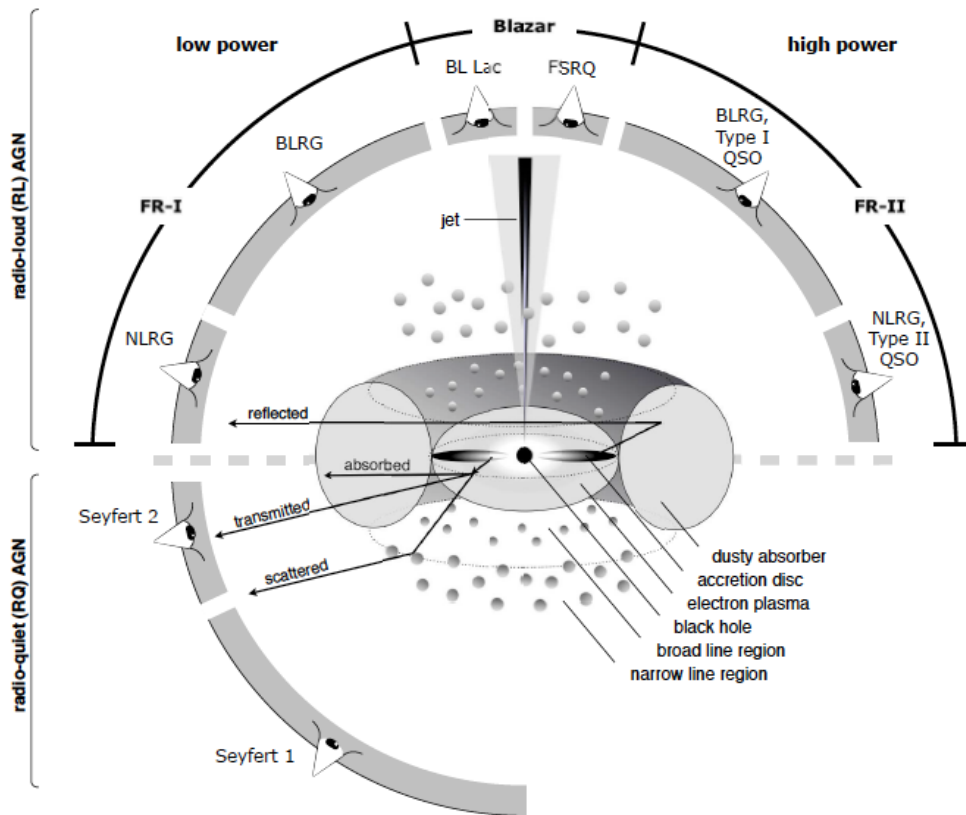 low power
Blazar
high power
BL Lac
FSRQ
BLRG
BLRG,
Type I
QSO
FR-I
FR-II
jet
radio-loud (RL) AGN
NLRG
NLRG,
Type II
QSO
reflected
absorbed
transmitted
scattered
Seyfert 2
dusty absorber
accretion disc
electron plasma
black hole
broad line region
narrow line region
radio-quiet (RQ) AGN
Seyfert 1